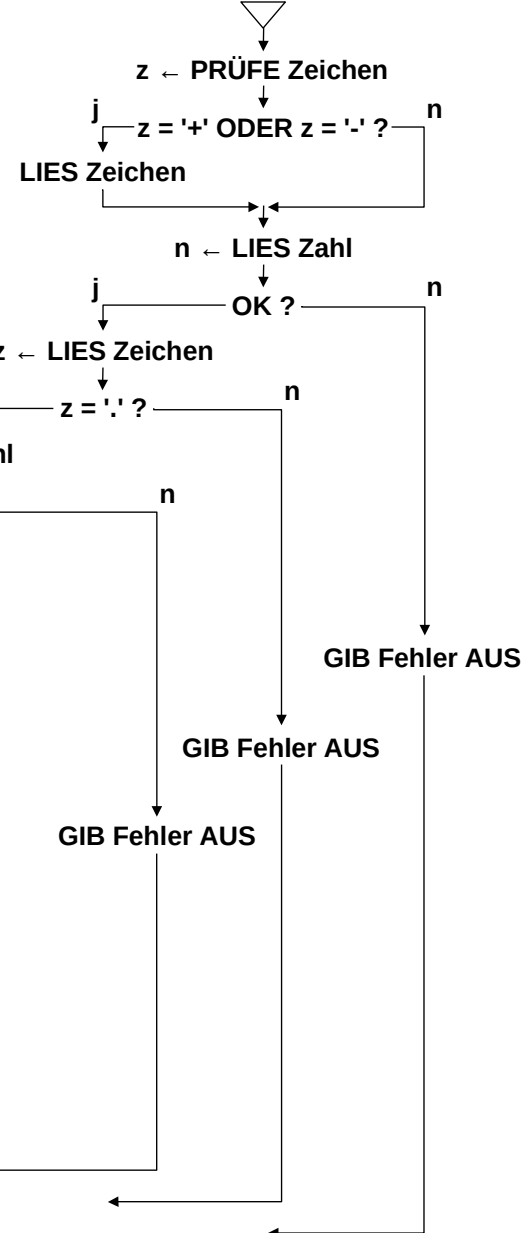 z ← PRÜFE Zeichen
j
z = '+' ODER z = '-' ?
n
LIES Zeichen
n ← LIES Zahl
j
OK ?
n
z ← LIES Zeichen
z = '.' ?
n
n
GIB Fehler AUS
GIB Fehler AUS
GIB Fehler AUS